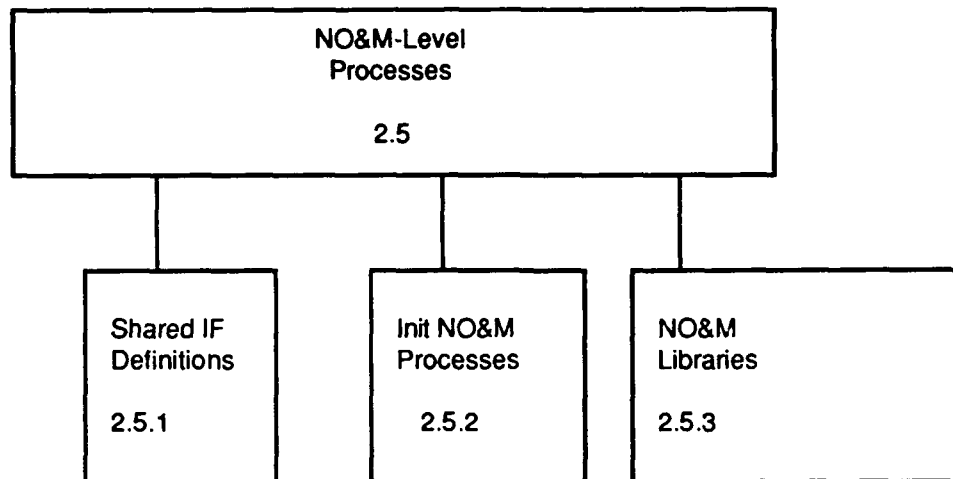 NO&M-Level
Processes
2.5
Shared IF
Definitions
2.5.1
Init NO&M
Processes
2.5.2
NO&M
Libraries
2.5.3